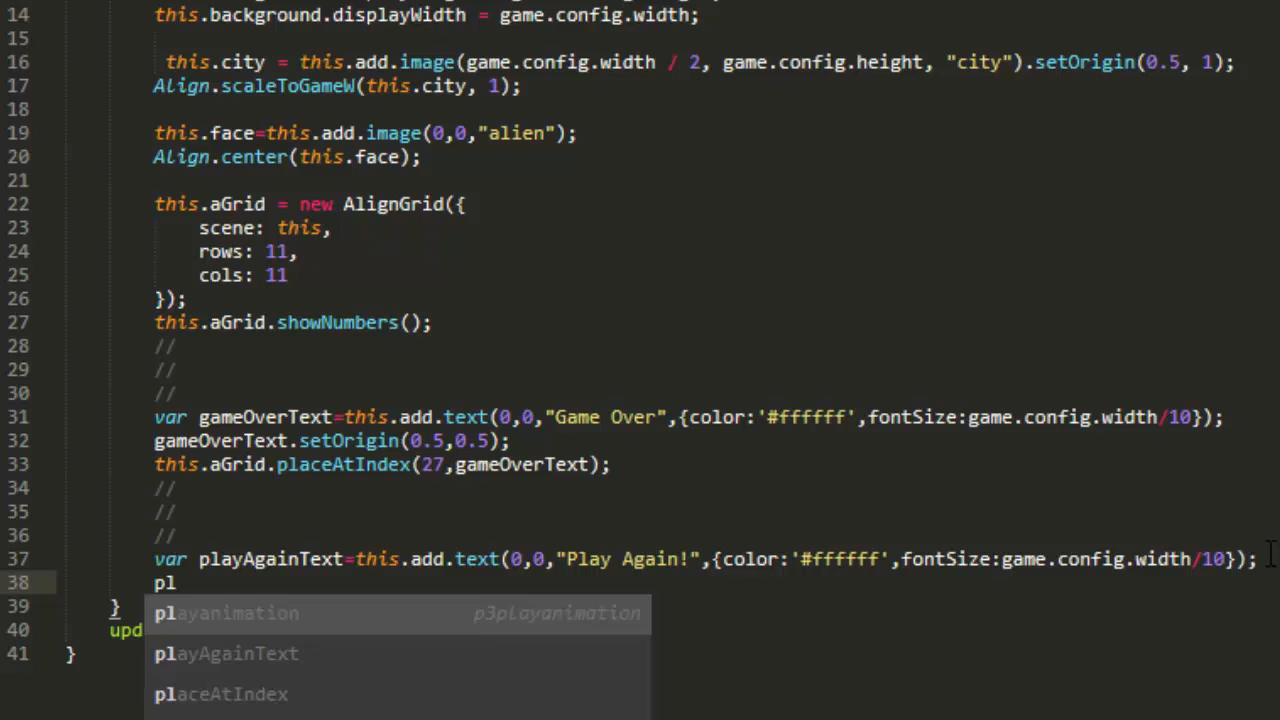 14 this.background.displayWidth = game.config.width;
15
16 this.city = this.add.image(game.config.width / 2, game.config.height, "city").setOrigin(0.5, 1);
17 Align.scaleToGameW(this.city, 1);
18
19 this.face=this.add.image(0,0,"alien");
20 Align.center(this.face);
21
22 this.aGrid = new AlignGrid({
23 scene: this,
24 rows: 11,
25 cols: 11
26 });
27 this.aGrid.showNumbers();
28 //
29 //
30 //
31 var gameOverText=this.add.text(0,0,"Game Over",{color:'#ffffff',fontSize:game.config.width/10});
32 gameOverText.setOrigin(0.5,0.5);
33 this.aGrid.placeAtIndex(27,gameOverText);
34 //
35 //
36 //
37 var playAgainText=this.add.text(0,0,"Play Again!",{color:'#ffffff',fontSize:game.config.width/10});
38 pl
39 }
playanimation p3playanimation
40 upd
playAgainText
41 }
placeAtIndex